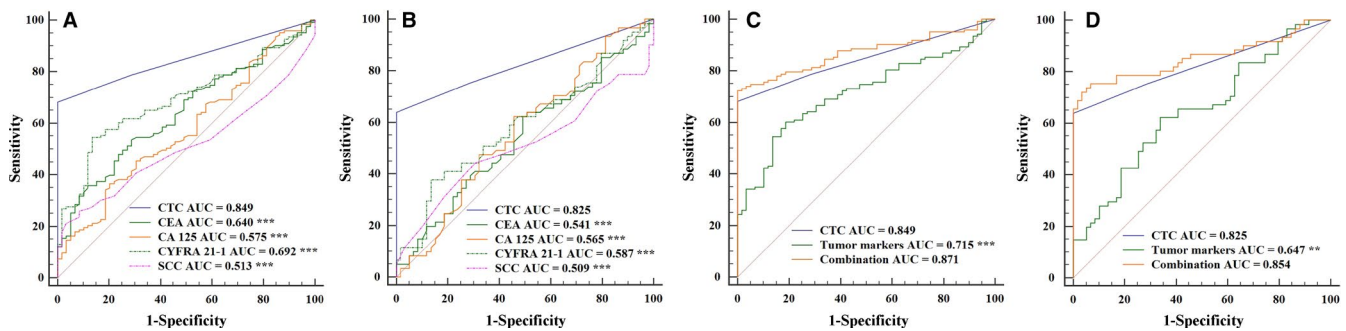 A
Sensitivity
100
80
60
40
20
0
CTC AUC = 0.849
CEA AUC = 0.640 ***
CA 125 AUC = 0.575 ***
CYFRA 21-1 AUC = 0.692 ***
SCC AUC = 0.513 ***
0 20 40 60 80 100
1-Specificity
B
Sensitivity
100
80
60
40
20
0
CTC AUC = 0.825
CEA AUC = 0.541 ***
CA 125 AUC = 0.565 ***
CYFRA 21-1 AUC = 0.587 ***
SCC AUC = 0.509 ***
0 20 40 60 80 100
1-Specificity
C
Sensitivity
100
80
60
40
20
0
CTC AUC = 0.849
Tumor markers AUC = 0.715 ***
Combination AUC = 0.871
0 20 40 60 80 100
1-Specificity
D
Sensitivity
100
80
60
40
20
0
CTC AUC = 0.825
Tumor markers AUC = 0.647 **
Combination AUC = 0.854
0 20 40 60 80 100
1-Specificity